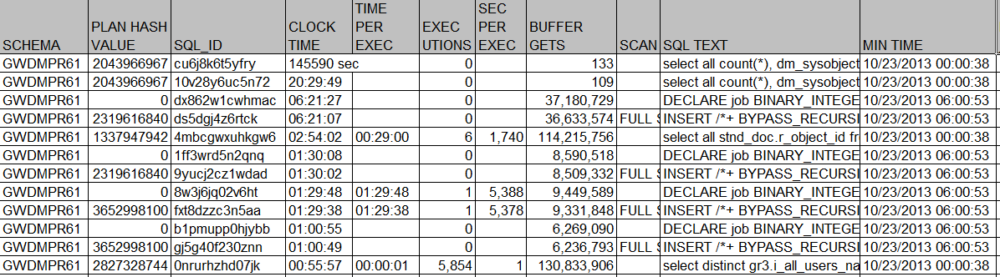 SCHEMA PLAN HASH VALUE SQL_ID CLOCK TIME TIME PER EXEC EXEC UTIONS SEC PER EXEC BUFFER GETS SCAN SQL TEXT MIN TIME
GWDMPR61 2043966967 cu6j8k6t5yfry 145590 sec 0 133 select all count(*), dm_sysobject 10/23/2013 00:00:38
GWDMPR61 2043966967 10v28y6uc5n72 20:29:49 0 109 select all count(*), dm_sysobject 10/23/2013 00:00:38
GWDMPR61 0 dx862w1cwhmac 06:21:27 0 37,180,729 DECLARE job BINARY_INTEGE 10/23/2013 06:00:53
GWDMPR61 2319616840 ds5dgj4z6rtck 06:21:07 0 36,633,574 FULL S INSERT /*+ BYPASS_RECURSI 10/23/2013 06:00:53
GWDMPR61 1337947942 4mbcgwxuhkgw6 02:54:02 00:29:00 6 1,740 114,215,756 select all stnd_doc.r_object_id fr 10/23/2013 00:00:38
GWDMPR61 0 1ff3wrd5n2qnq 01:30:08 0 8,590,518 DECLARE job BINARY_INTEGE 10/23/2013 06:00:53
GWDMPR61 2319616840 9yucj2cz1wdad 01:30:02 0 8,509,332 FULL S INSERT /*+ BYPASS_RECURSI 10/23/2013 06:00:53
GWDMPR61 0 8w3j6jq02v6ht 01:29:48 01:29:48 1 5,388 9,449,589 DECLARE job BINARY_INTEGE 10/23/2013 06:00:53
GWDMPR61 3652998100 fxt8dzzc3n5aa 01:29:38 01:29:38 1 5,378 9,331,848 FULL S INSERT /*+ BYPASS_RECURSI 10/23/2013 06:00:53
GWDMPR61 0 b1pmupp0hjybb 01:00:55 0 6,269,090 DECLARE job BINARY_INTEGE 10/23/2013 06:00:53
GWDMPR61 3652998100 gj5g40f230znn 01:00:49 0 6,236,793 FULL S INSERT /*+ BYPASS_RECURSI 10/23/2013 06:00:53
GWDMPR61 2827328744 0nrurhzhd07jk 00:55:57 00:00:01 5,854 1 130,833,906 select distinct gr3.i_all_users_na 10/23/2013 00:00:38